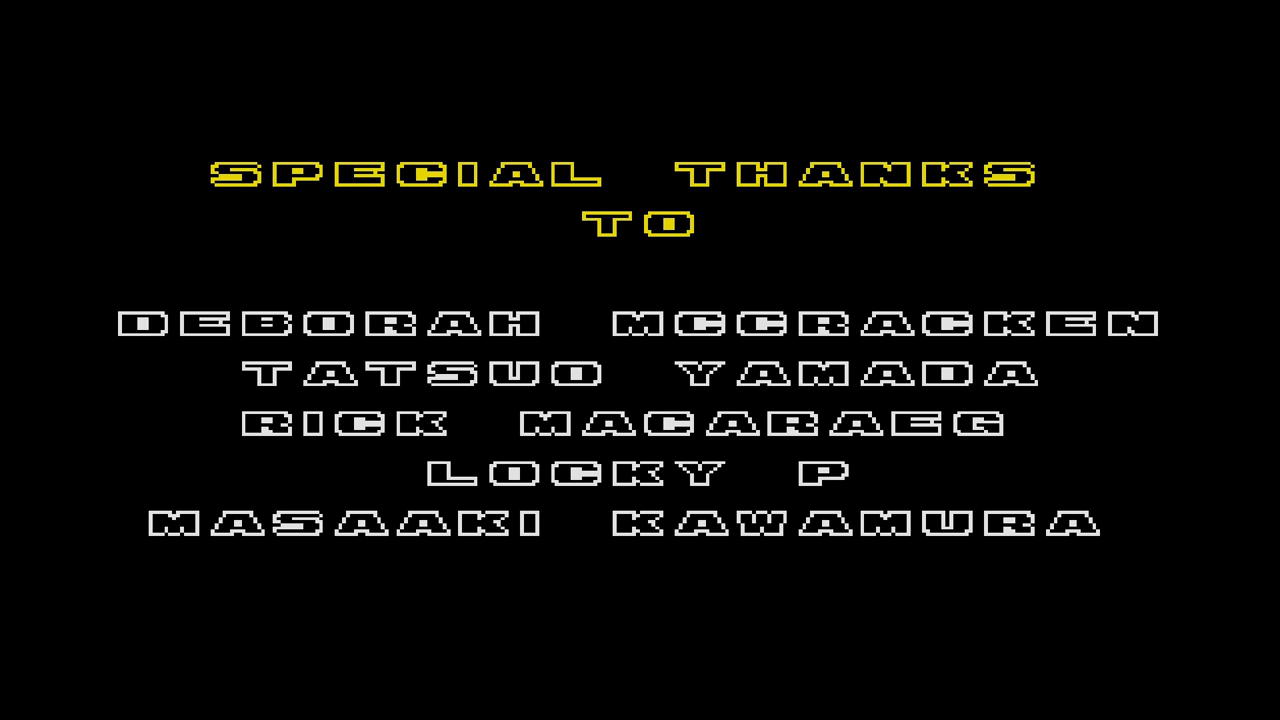 SPECIAL THANKS
TO
DEBORAH MCCRACKEN
TATSUO YAMADA
RICK MACARAEG
LOCKY P
MASAAKI KAWAMURA